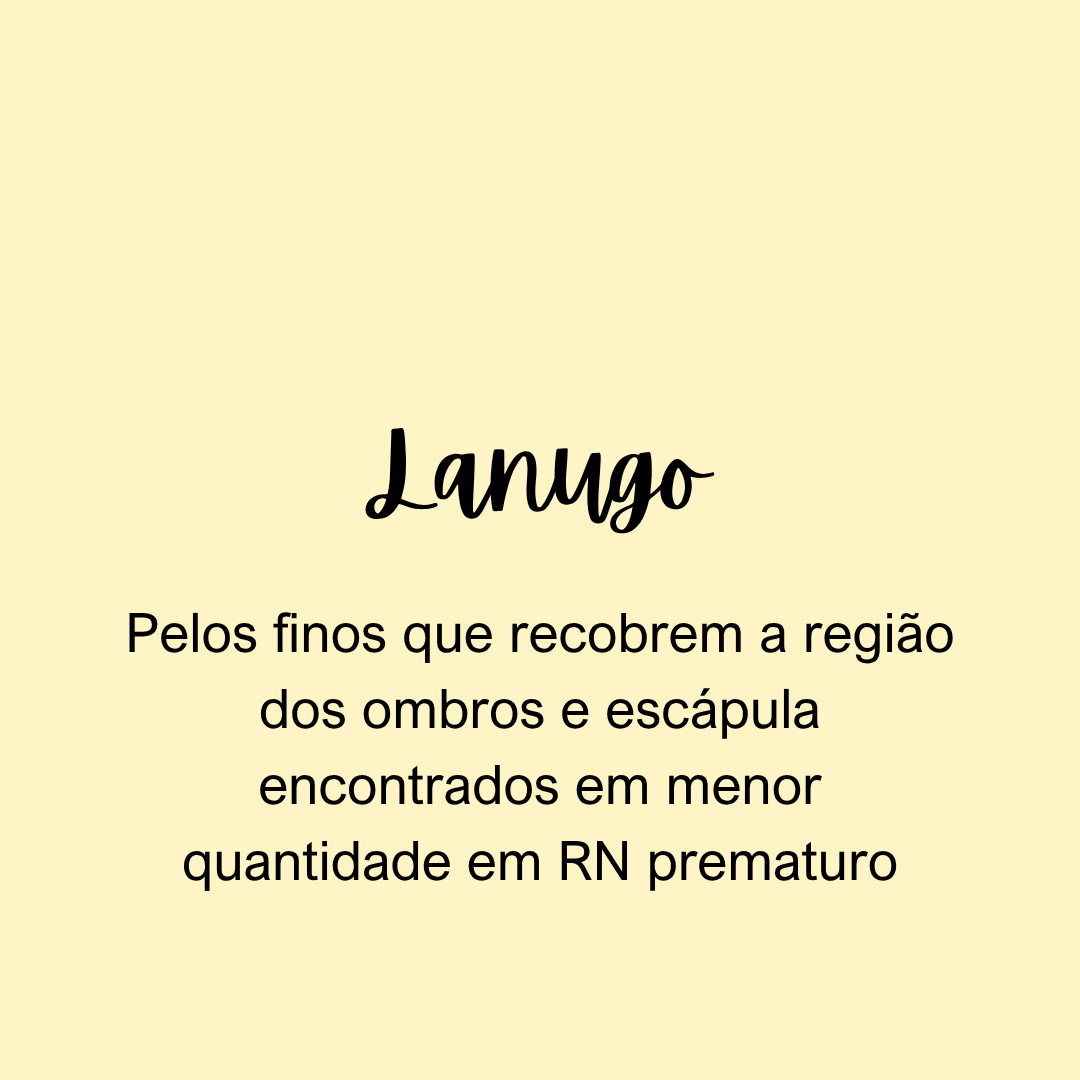 Lanugo
Pelos finos que recobrem a região
dos ombros e escápula
encontrados em menor
quantidade em RN prematuro